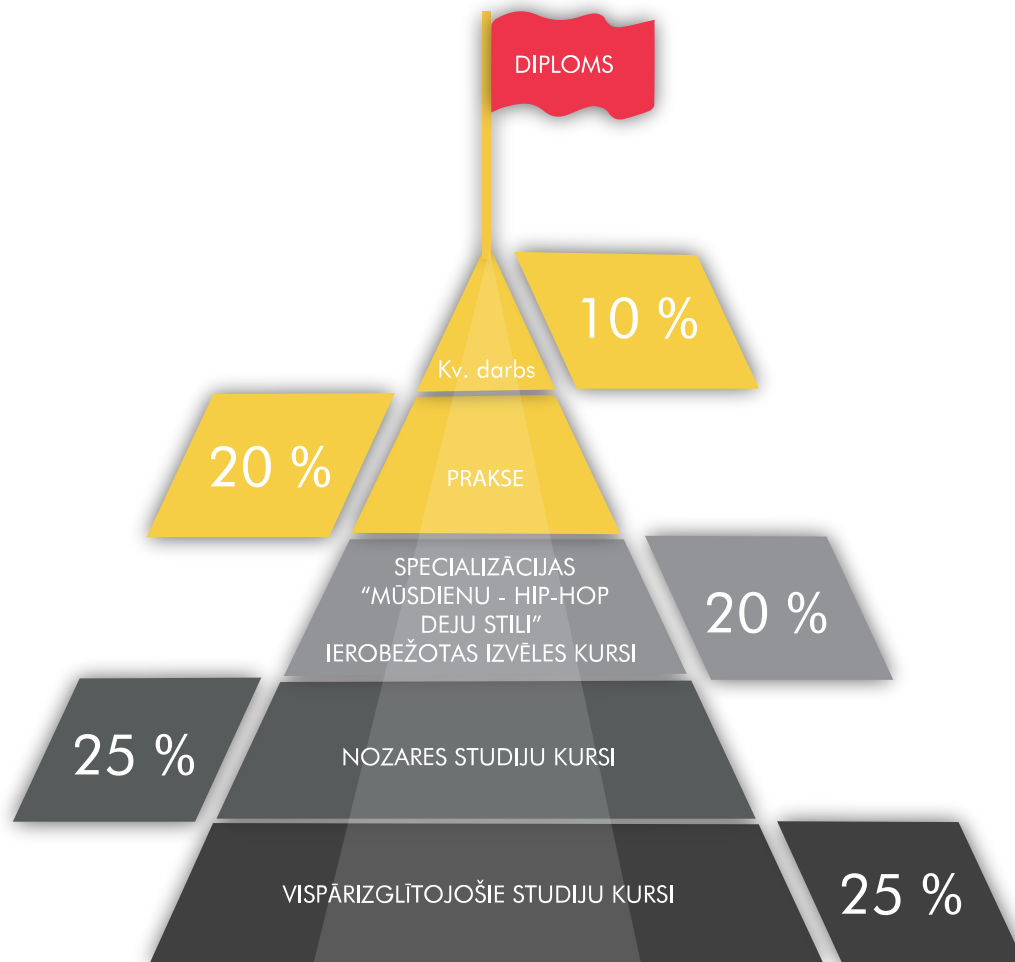 DIPLOMS
10 %
Kv. darbs
20 %
PRAKSE
SPECIALIZĀCIJAS
“MŪSDIENU - HIP-HOP
DEJU STILI”
IEROBEŽOTAS IZVĒLES KURSI
20 %
25 %
NOZARES STUDIJU KURSI
VISPĀRIZGLĪTOJOŠIE STUDIJU KURSI
25 %